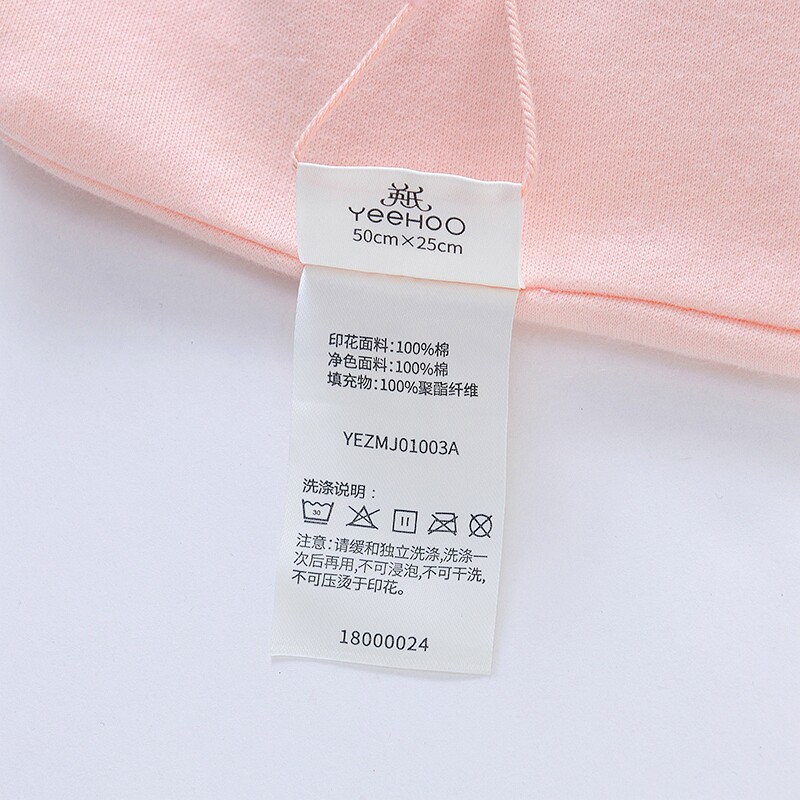 英氏
YeeHOO
50cm×25cm
印花面料:100%棉
净色面料:100%棉
填充物:100%聚酯纤维
YEZMJ01003A
洗涤说明:
30
注意:请缓和独立洗涤,洗涤一
次后再用,不可浸泡,不可干洗,
不可压烫于印花。
18000024